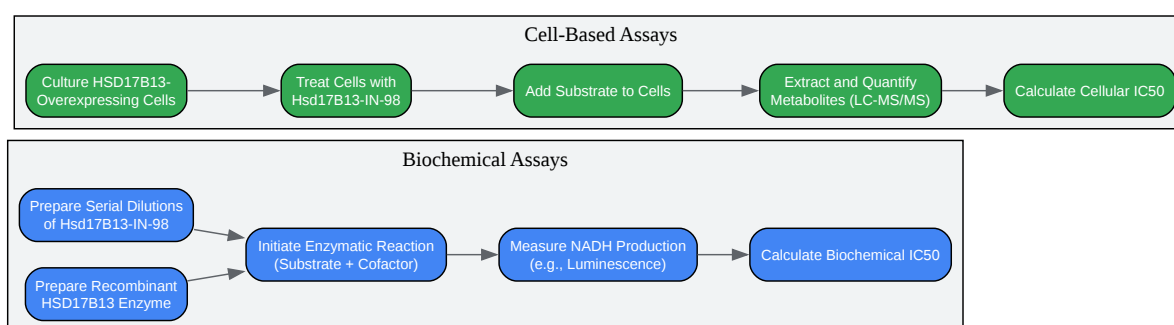 Cell-Based Assays
Culture HSD17B13-
Overexpressing Cells
Treat Cells with
Hsd17B13-IN-98
Add Substrate to Cells
Extract and Quantify
Metabolites (LC-MS/MS)
Calculate Cellular IC50
Biochemical Assays
Prepare Serial Dilutions
of Hsd17B13-IN-98
Prepare Recombinant
HSD17B13 Enzyme
Initiate Enzymatic Reaction
(Substrate + Cofactor)
Measure NADH Production
(e.g., Luminescence)
Calculate Biochemical IC50